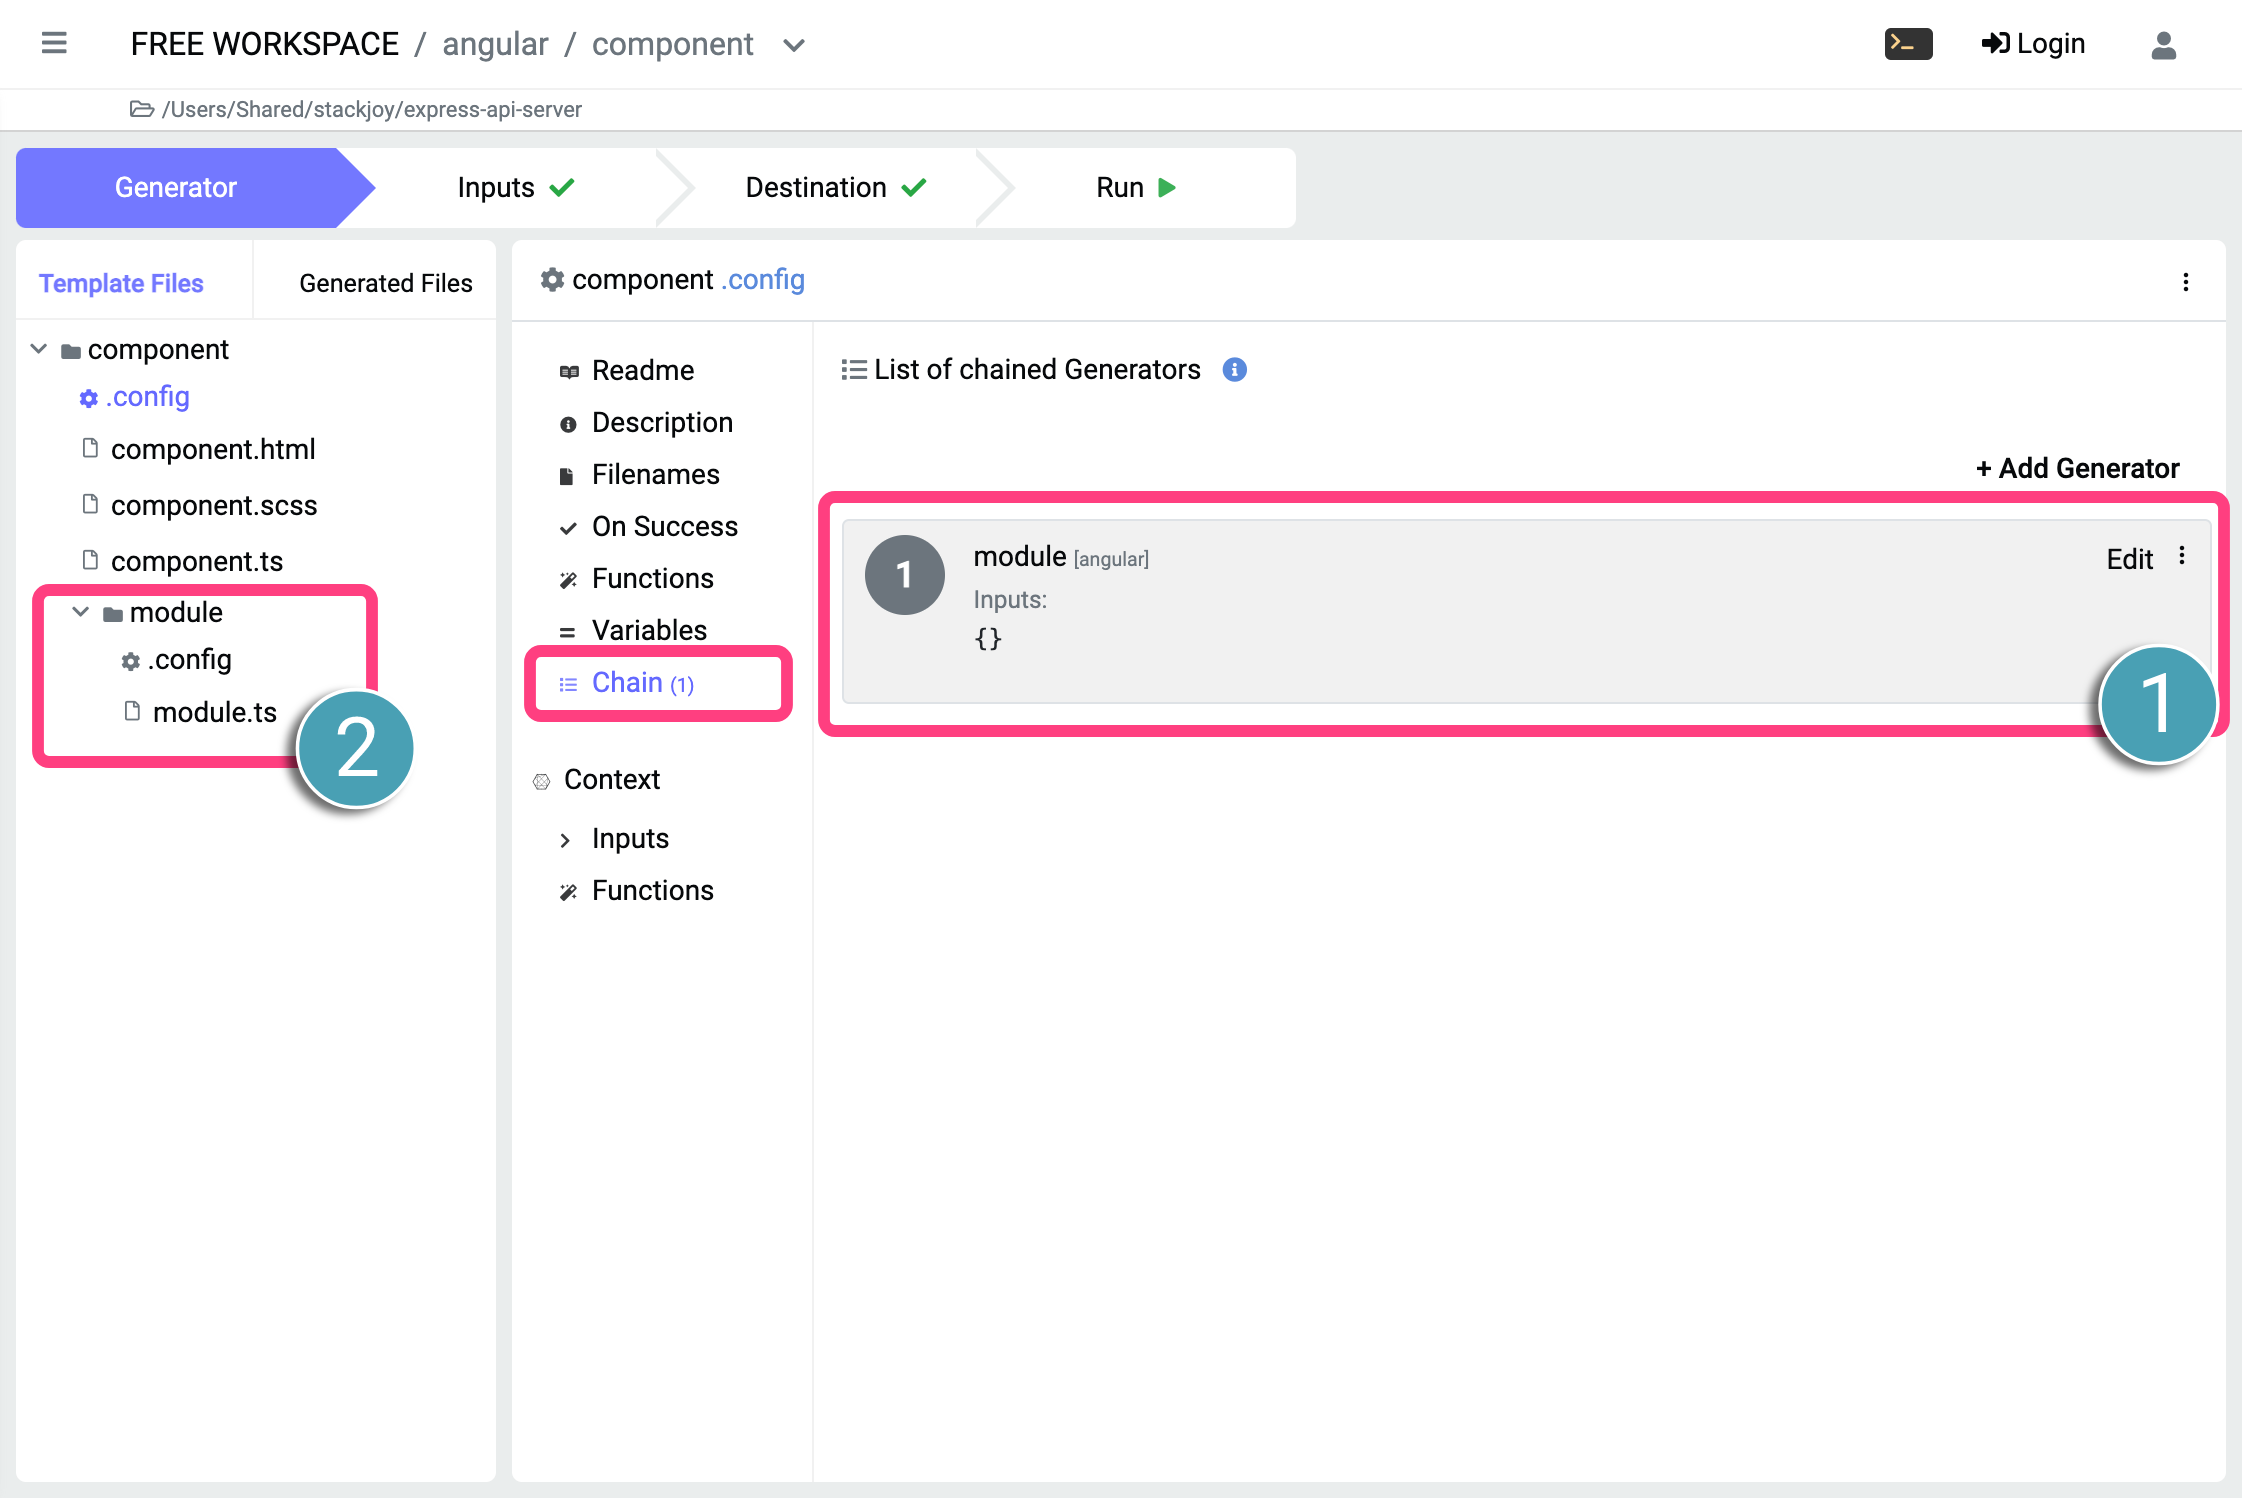 FREE WORKSPACE / angular / component
Login
/Users/Shared/stackjoy/express-api-server
Generator
Inputs
Destination
Run
Template Files
Generated Files
component
.config
component.html
component.scss
component.ts
module
.config
module.ts
2
component .config
Readme
Description
Filenames
On Success
Functions
Variables
Chain (1)
Context
Inputs
Functions
List of chained Generators
+ Add Generator
1
module [angular]
Edit
Inputs:
{}
1